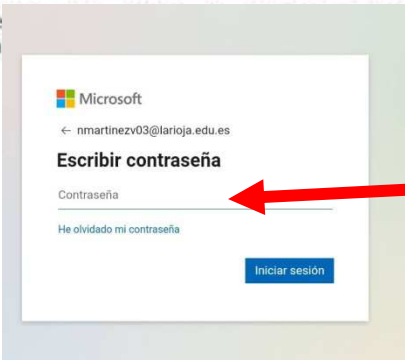 Microsoft
← nmartinezv03@larioja.edu.es
Escribir contraseña
Contraseña
He olvidado mi contraseña
Iniciar sesión